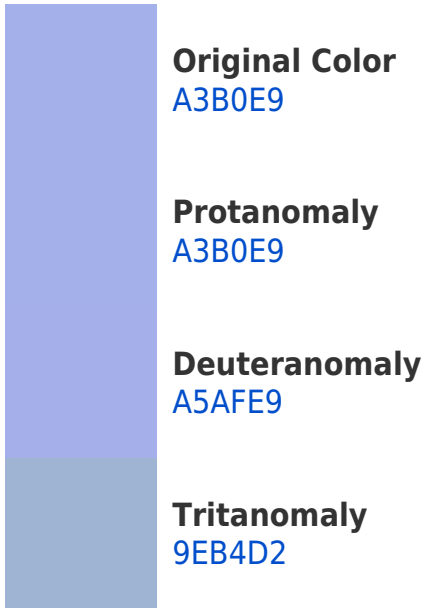 Original Color
A3B0E9
Protanomaly
A3B0E9
Deuteranomaly
A5AFE9
Tritanomaly
9EB4D2